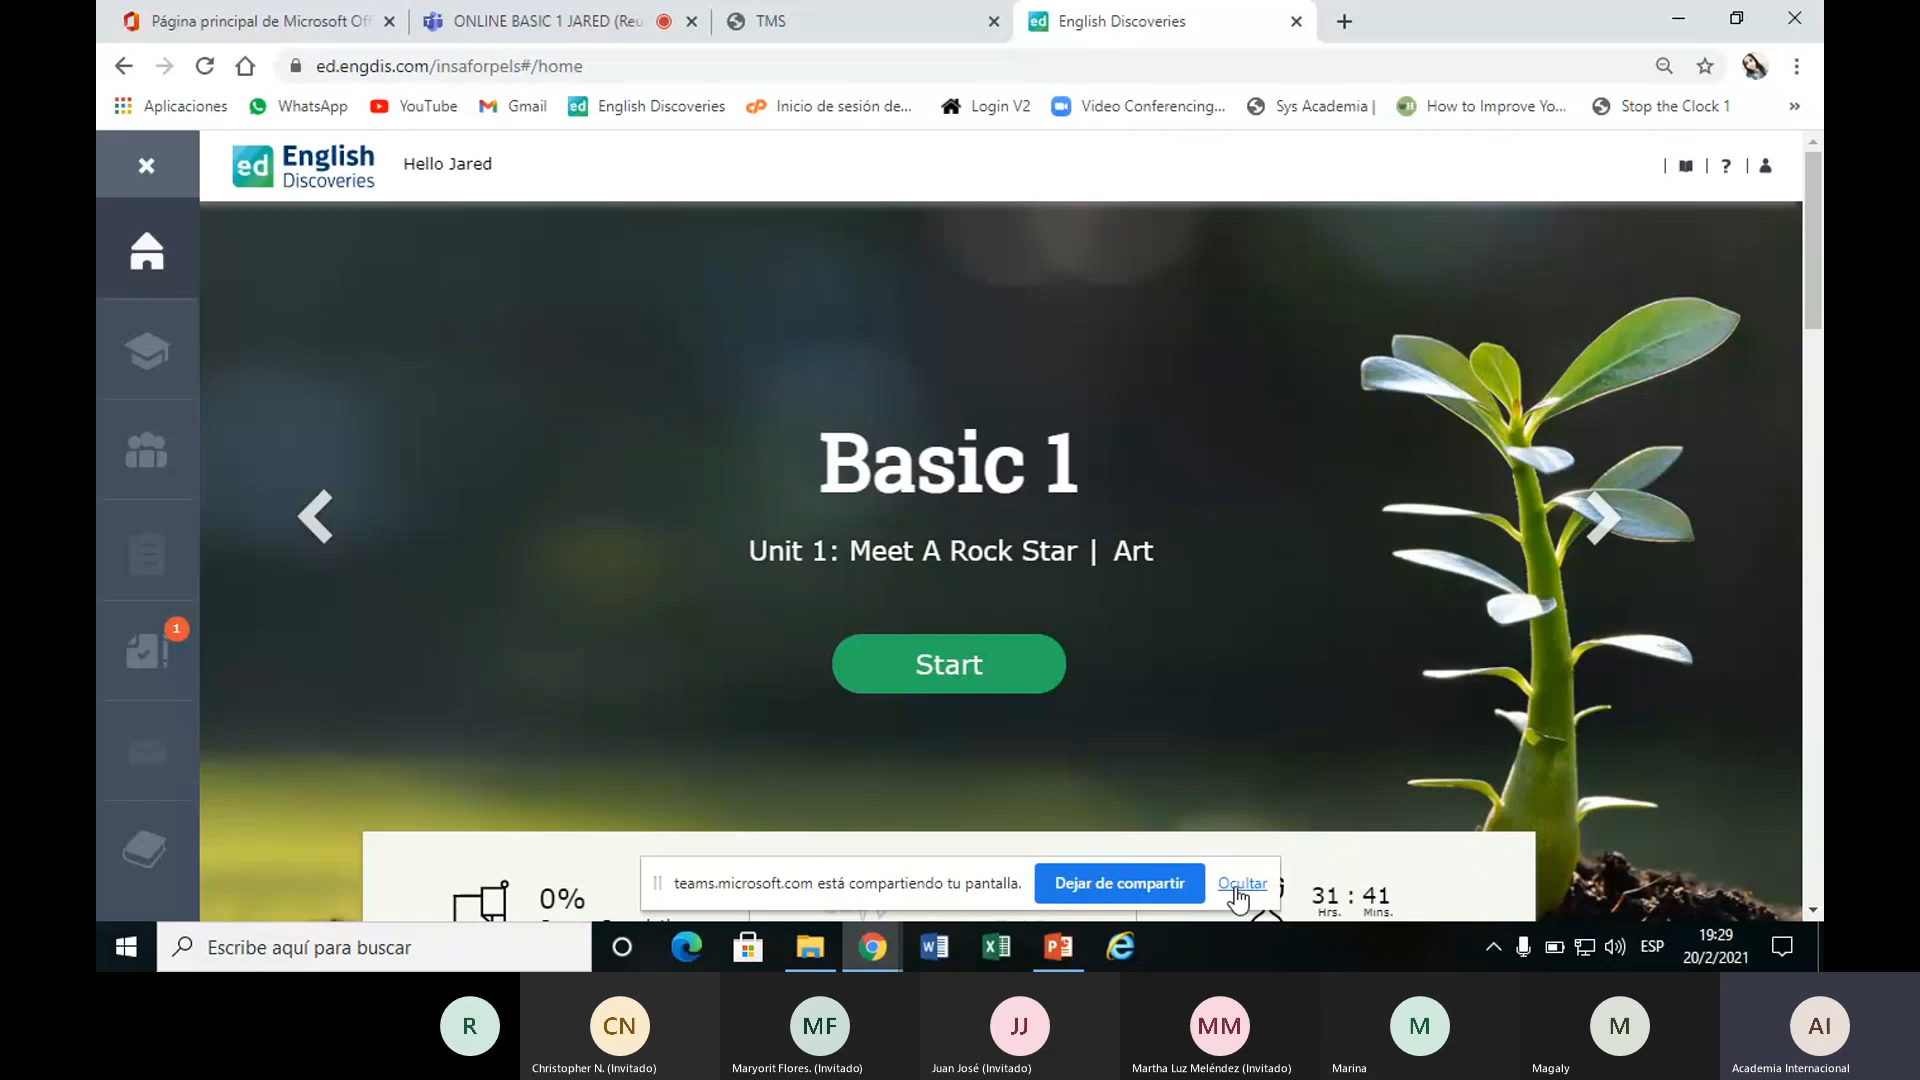 Página principal de Microsoft Of
ONLINE BASIC 1 JARED (Reu
TMS
English Discoveries
ed.engdis.com/insaforpels#/home
Aplicaciones
WhatsApp
YouTube
Gmail
English Discoveries
Inicio de sesión de...
Login V2
Video Conferencing...
Sys Academia |
How to Improve Yo...
Stop the Clock 1
»
ed English Discoveries
Hello Jared
?
Basic 1
Unit 1: Meet A Rock Star | Art
Start
1
0%
teams.microsoft.com está compartiendo tu pantalla.
Dejar de compartir
Ocultar
31 : 41
Hrs. Mins.
Escribe aquí para buscar
ESP
19:29
20/2/2021
R
CN
MF
JJ
MM
M
M
AI
Christopher N. (Invitado)
Maryorit Flores. (Invitado)
Juan José (Invitado)
Martha Luz Meléndez (Invitado)
Marina
Magaly
Academia Internacional